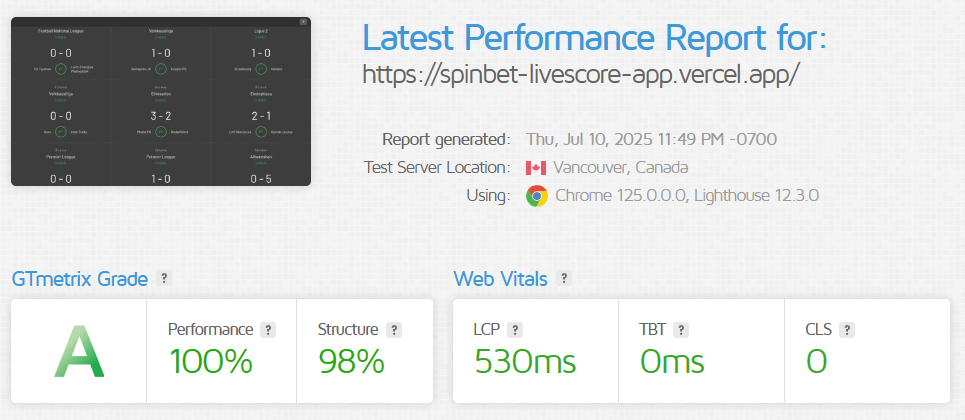 Latest Performance Report for:
https://spinbet-livescore-app.vercel.app/
Report generated: Thu, Jul 10, 2025 11:49 PM -0700
Test Server Location: Vancouver, Canada
Using: Chrome 125.0.0.0, Lighthouse 12.3.0
?
Football National League Veikkausliiga Ligue 2
0 - 0 1 - 0 1 - 0
Veikkausliiga Eliteserien Ekstraklasa
0 - 0 3 - 2 2 - 1
Premier League Premier League Allsvenskan
0 - 0 1 - 0 0 - 5
GTmetrix Grade ?
Web Vitals ?
A
Performance ?
100%
Structure ?
98%
LCP ?
530ms
TBT ?
0ms
CLS ?
0